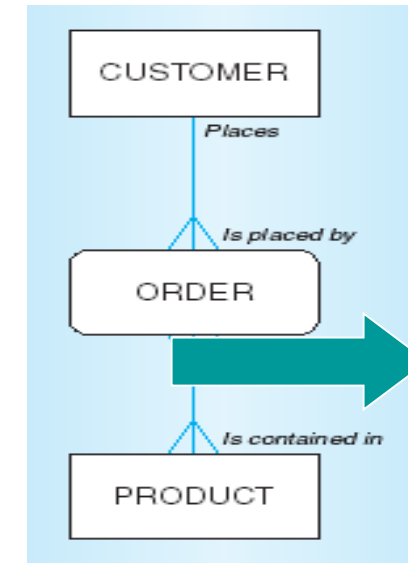 CUSTOMER
Places
Is placed by
ORDER
Is contained in
PRODUCT